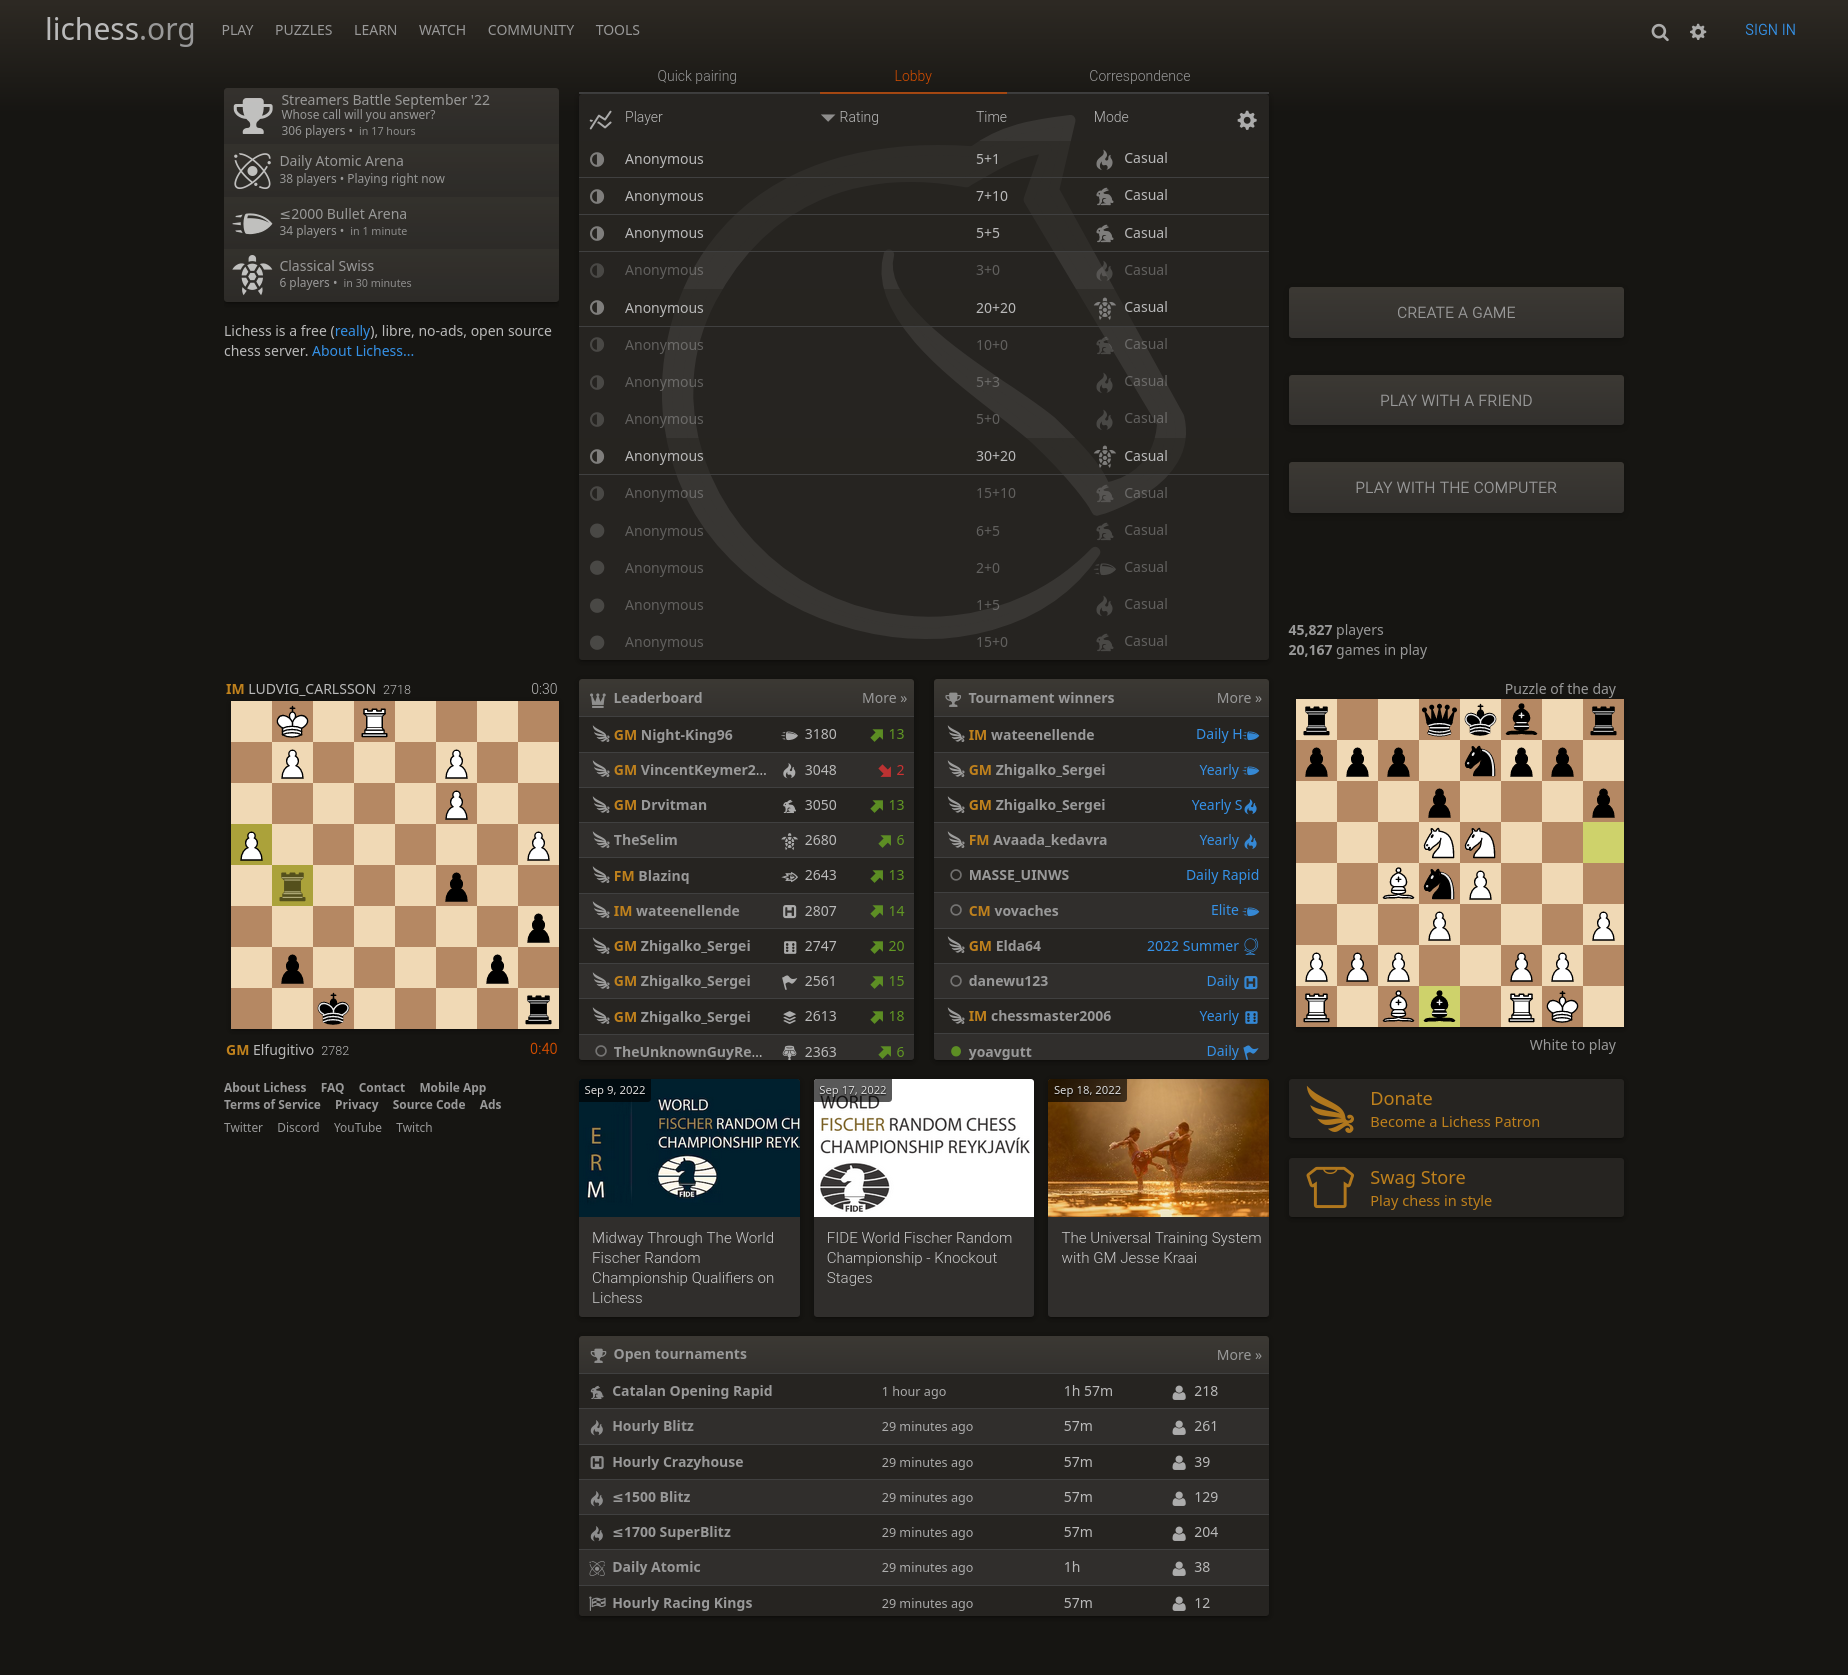 lichess.org
PLAY PUZZLES LEARN WATCH COMMUNITY TOOLS
SIGN IN
Streamers Battle September '22
Whose call will you answer?
306 players • in 17 hours
Daily Atomic Arena
38 players • Playing right now
≤2000 Bullet Arena
34 players • in 1 minute
Classical Swiss
6 players • in 30 minutes
Lichess is a free (really), libre, no-ads, open source
chess server. About Lichess...
Quick pairing Lobby Correspondence
Player Rating Time Mode
Anonymous 5+1 Casual
Anonymous 7+10 Casual
Anonymous 5+5 Casual
Anonymous 3+0 Casual
Anonymous 20+20 Casual
Anonymous 10+0 Casual
Anonymous 5+3 Casual
Anonymous 5+0 Casual
Anonymous 30+20 Casual
Anonymous 15+10 Casual
Anonymous 6+5 Casual
Anonymous 2+0 Casual
Anonymous 1+5 Casual
Anonymous 15+0 Casual
CREATE A GAME
PLAY WITH A FRIEND
PLAY WITH THE COMPUTER
45,827 players
20,167 games in play
IM LUDVIG_CARLSSON 2718 0:30
GM Elfugitivo 2782 0:40
Leaderboard More »
GM Night-King96 3180 13
GM VincentKeymer2... 3048 2
GM Drvitman 3050 13
TheSelim 2680 6
FM Blazinq 2643 13
IM wateenellende 2807 14
GM Zhigalko_Sergei 2747 20
GM Zhigalko_Sergei 2561 15
GM Zhigalko_Sergei 2613 18
TheUnknownGuyRe... 2363 6
Tournament winners More »
IM wateenellende Daily H
GM Zhigalko_Sergei Yearly
GM Zhigalko_Sergei Yearly S
FM Avaada_kedavra Yearly
MASSE_UINWS Daily Rapid
CM vovaches Elite
GM Elda64 2022 Summer
danewu123 Daily
IM chessmaster2006 Yearly
yoavgutt Daily
Puzzle of the day
White to play
About Lichess FAQ Contact Mobile App
Terms of Service Privacy Source Code Ads
Twitter Discord YouTube Twitch
Sep 9, 2022
WORLD
FISCHER RANDOM CH
CHAMPIONSHIP REYK
E
R
M
FIDE
Midway Through The World
Fischer Random
Championship Qualifiers on
Lichess
Sep 17, 2022
WORLD
FISCHER RANDOM CHESS
CHAMPIONSHIP REYKJAVÍK
FIDE
FIDE World Fischer Random
Championship - Knockout
Stages
Sep 18, 2022
The Universal Training System
with GM Jesse Kraai
Donate
Become a Lichess Patron
Swag Store
Play chess in style
Open tournaments More »
Catalan Opening Rapid 1 hour ago 1h 57m 218
Hourly Blitz 29 minutes ago 57m 261
Hourly Crazyhouse 29 minutes ago 57m 39
≤1500 Blitz 29 minutes ago 57m 129
≤1700 SuperBlitz 29 minutes ago 57m 204
Daily Atomic 29 minutes ago 1h 38
Hourly Racing Kings 29 minutes ago 57m 12